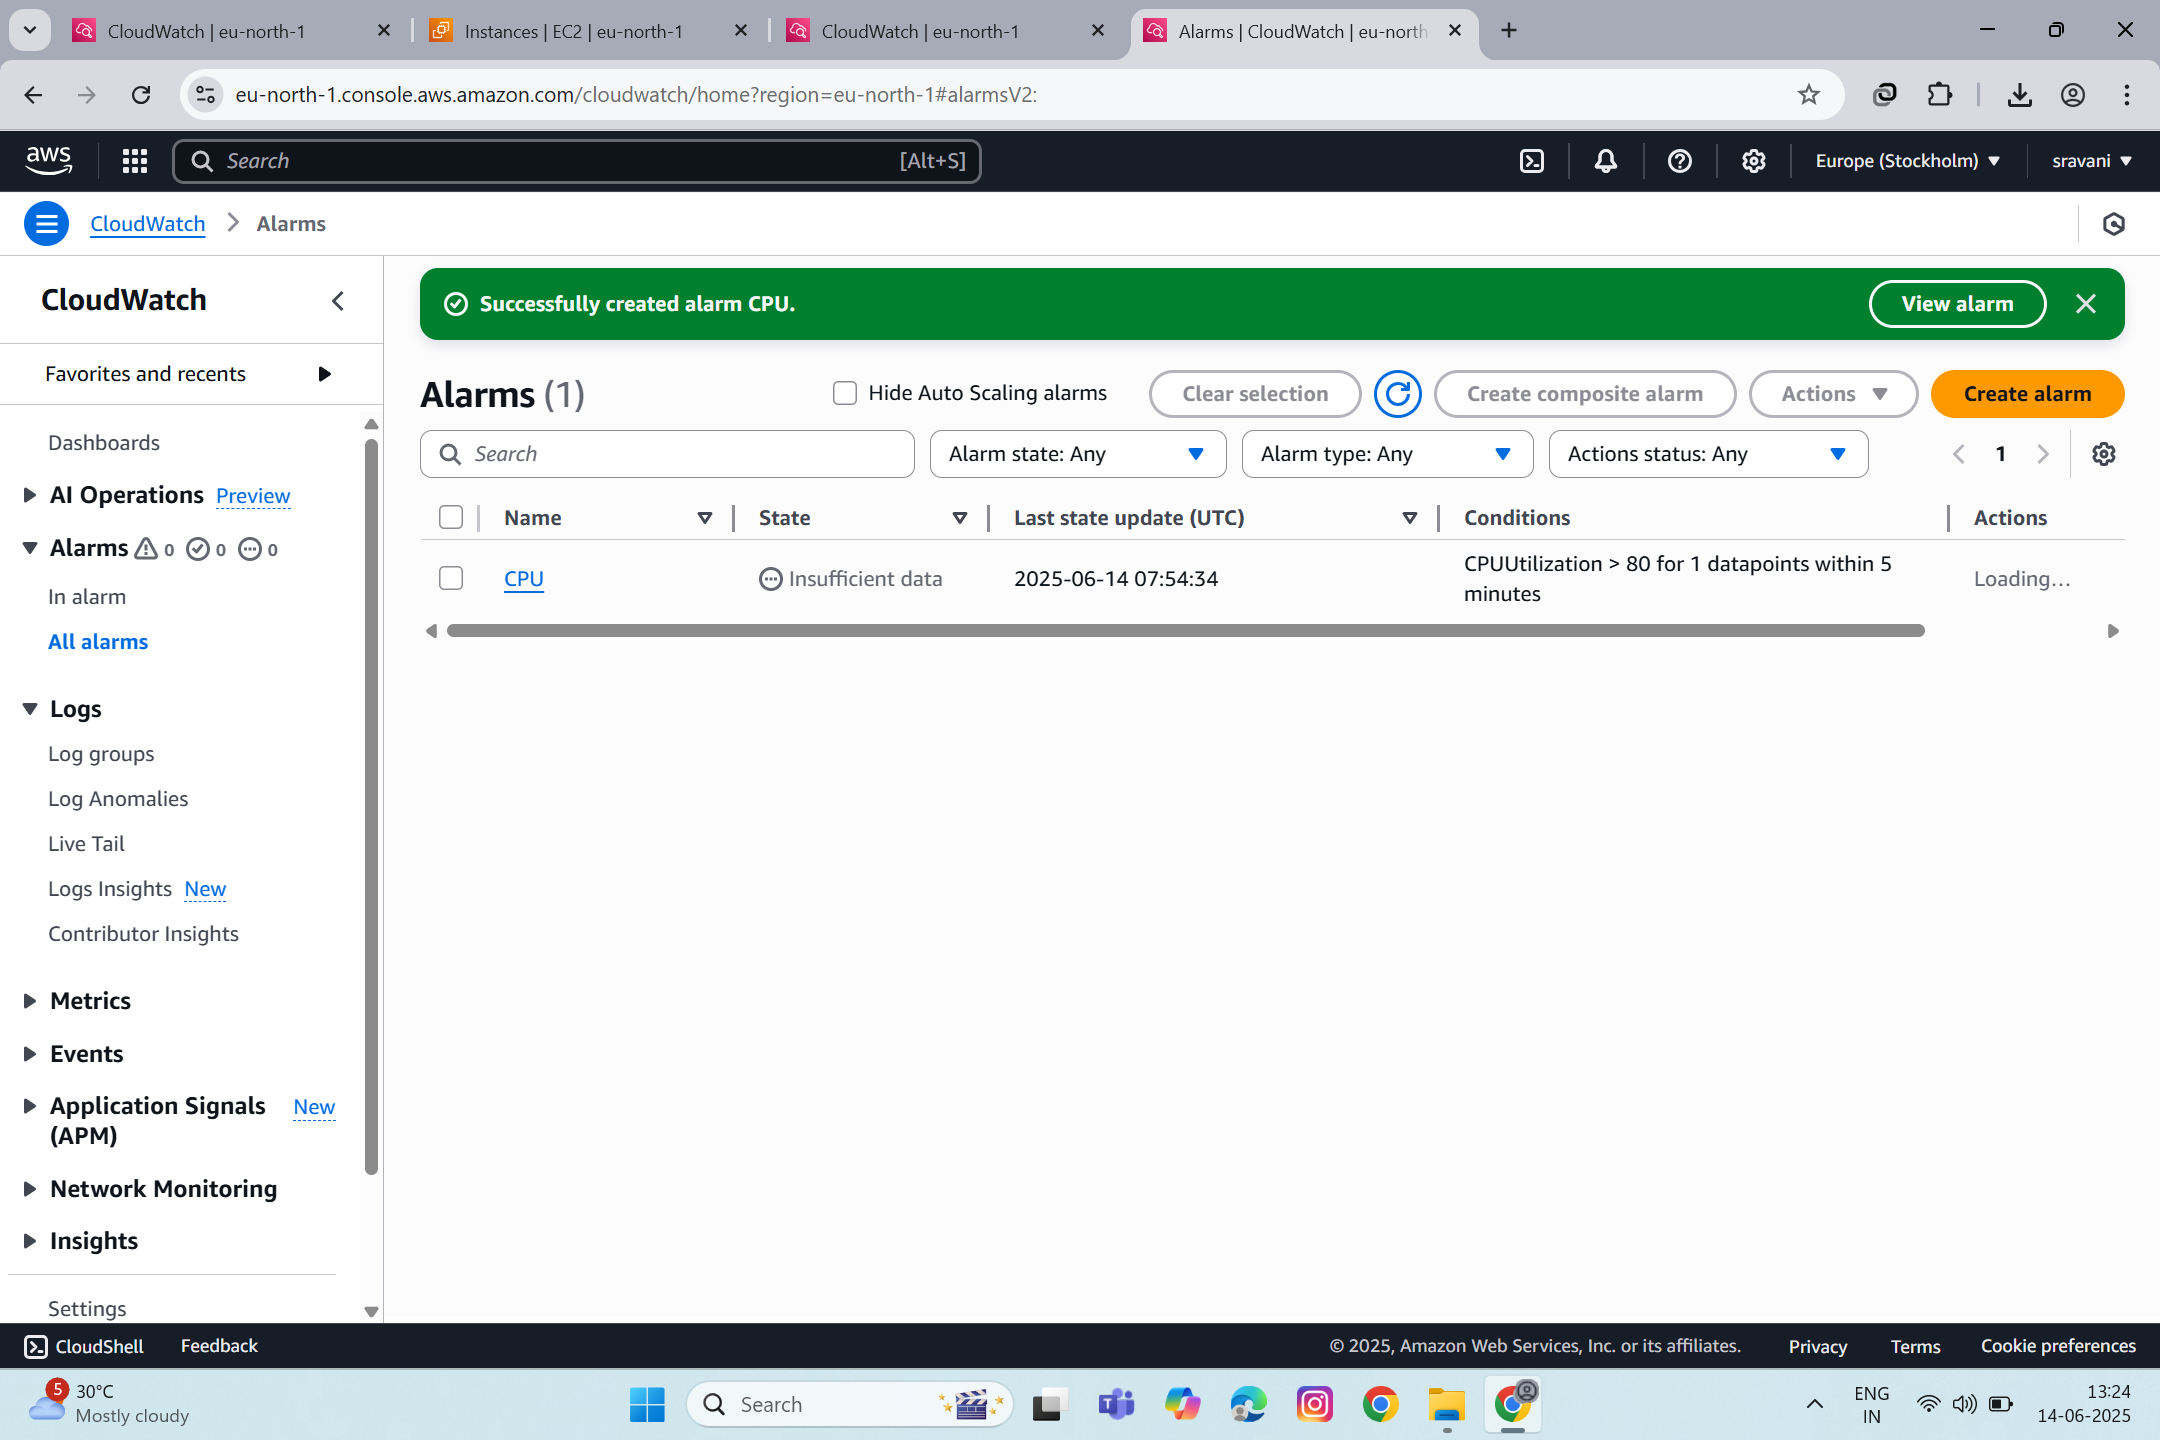 CloudWatch | eu-north-1
Instances | EC2 | eu-north-1
CloudWatch | eu-north-1
Alarms | CloudWatch | eu-north
eu-north-1.console.aws.amazon.com/cloudwatch/home?region=eu-north-1#alarmsV2:
aws
Search
[Alt+S]
Europe (Stockholm)
sravani
CloudWatch
Alarms
CloudWatch
Favorites and recents
Dashboards
AI Operations Preview
Alarms 0 0 0
In alarm
All alarms
Logs
Log groups
Log Anomalies
Live Tail
Logs Insights New
Contributor Insights
Metrics
Events
Application Signals New
(APM)
Network Monitoring
Insights
Settings
Successfully created alarm CPU.
View alarm
Alarms (1)
Hide Auto Scaling alarms
Clear selection
Create composite alarm
Actions
Create alarm
Search
Alarm state: Any
Alarm type: Any
Actions status: Any
1
Name
State
Last state update (UTC)
Conditions
Actions
CPU
Insufficient data
2025-06-14 07:54:34
CPUUtilization > 80 for 1 datapoints within 5
minutes
Loading...
CloudShell
Feedback
© 2025, Amazon Web Services, Inc. or its affiliates.
Privacy
Terms
Cookie preferences
5
30°C
Mostly cloudy
Search
ENG
IN
13:24
14-06-2025